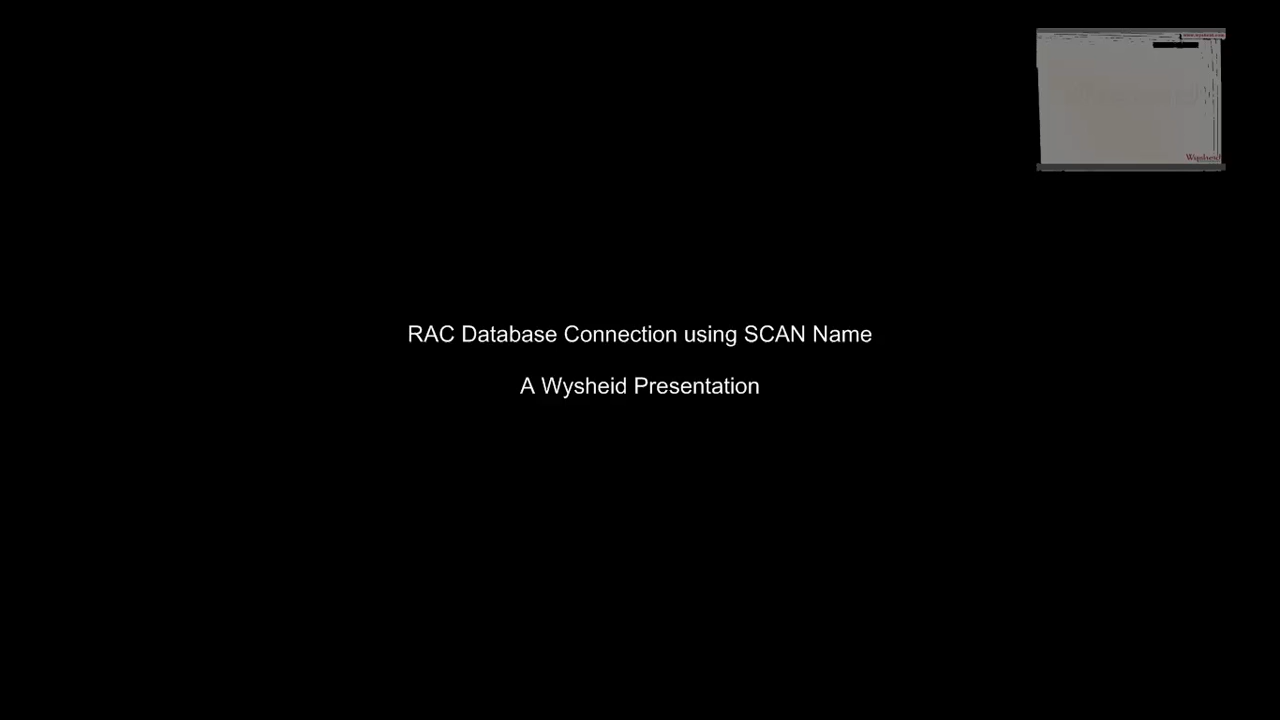 RAC Database Connection using SCAN Name
A Wysheid Presentation